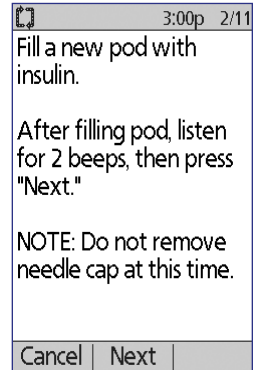 3:00p 2/11
Fill a new pod with
insulin.
After filling pod, listen
for 2 beeps, then press
"Next."
NOTE: Do not remove
needle cap at this time.
Cancel | Next |